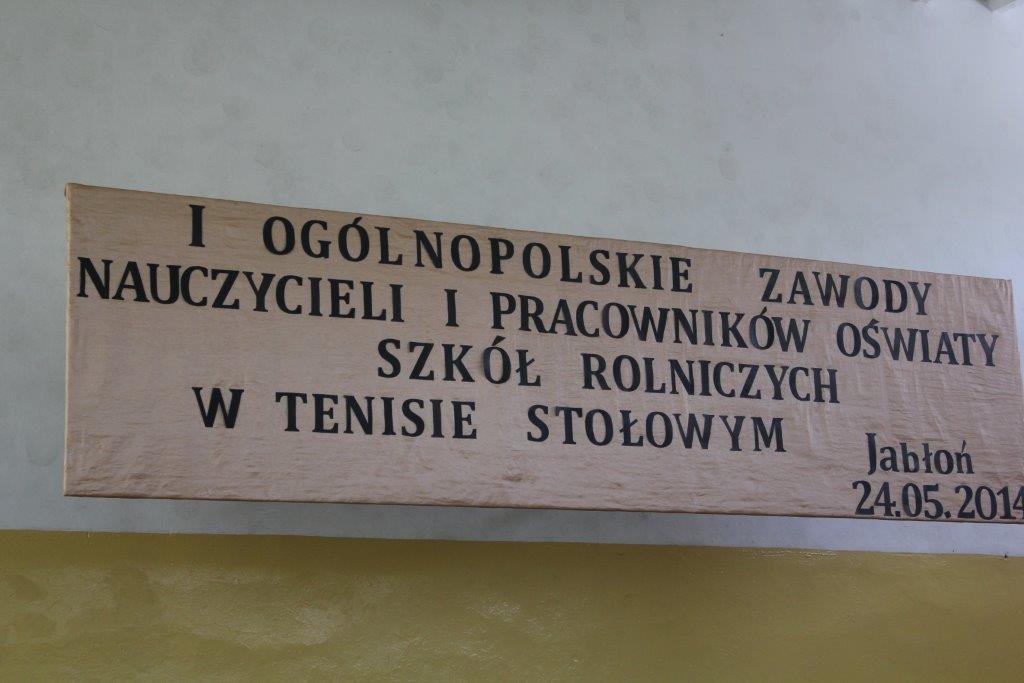 I OGÓLNOPOLSKIE ZAWODY
NAUCZYCIELI I PRACOWNIKÓW OŚWIATY
SZKÓŁ ROLNICZYCH
W TENISIE STOŁOWYM
Jabłoń
24.05.2014